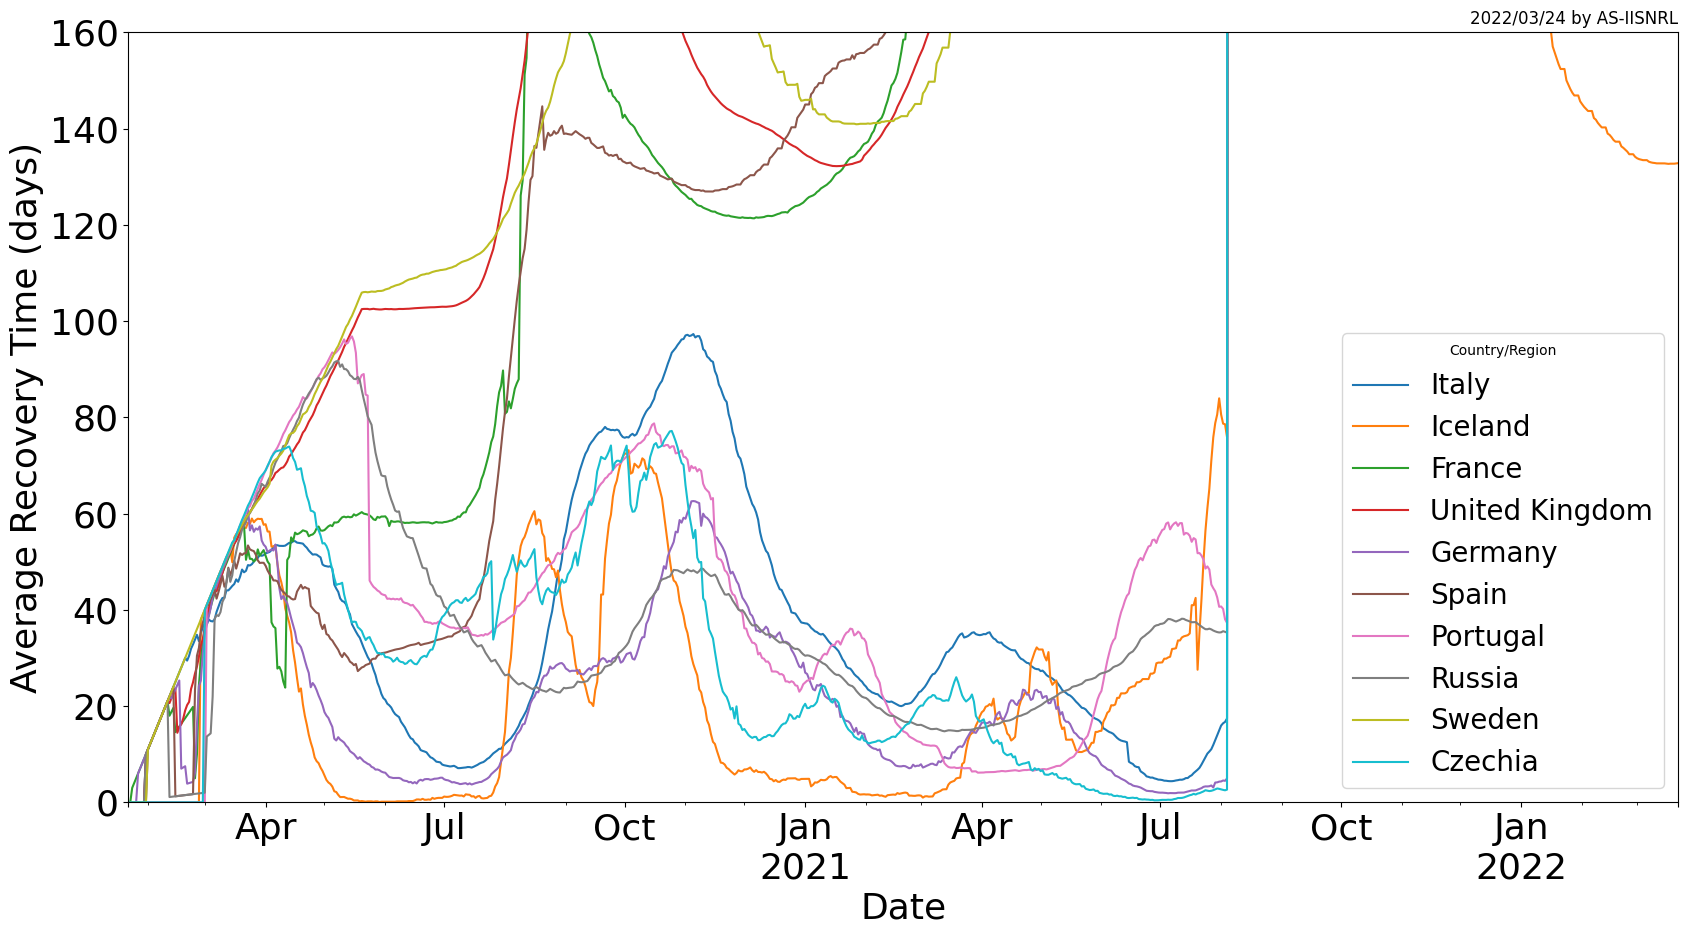 2022/03/24 by AS-IISNRL
160
140
120
100
80
60
40
20
0
Average Recovery Time (days)
Country/Region
Italy
Iceland
France
United Kingdom
Germany
Spain
Portugal
Russia
Sweden
Czechia
Apr Jul Oct Jan Apr Jul Oct Jan
2021 2022
Date